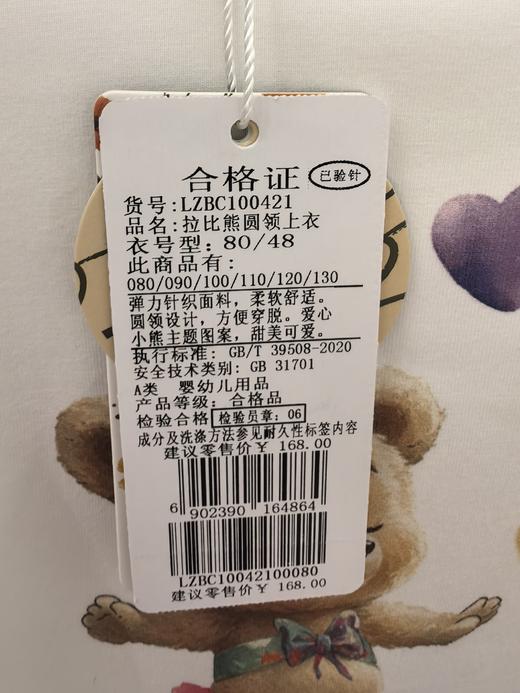 合格证 已验针
货号:LZBC100421
品名:拉比熊圆领上衣
衣号型:80/48
此商品有:
080/090/100/110/120/130
弹力针织面料，柔软舒适。
圆领设计，方便穿脱。爱心
小熊主题图案，甜美可爱。
执行标准: GB/T 39508-2020
安全技术类别: GB 31701
A类 婴幼儿用品
产品等级: 合格品
检验合格 检验员章:06
成分及洗涤方法参见耐久性标签内容
建议零售价¥ 168.00
6 902390 164864
LZBC10042100080
建议零售价¥ 168.00